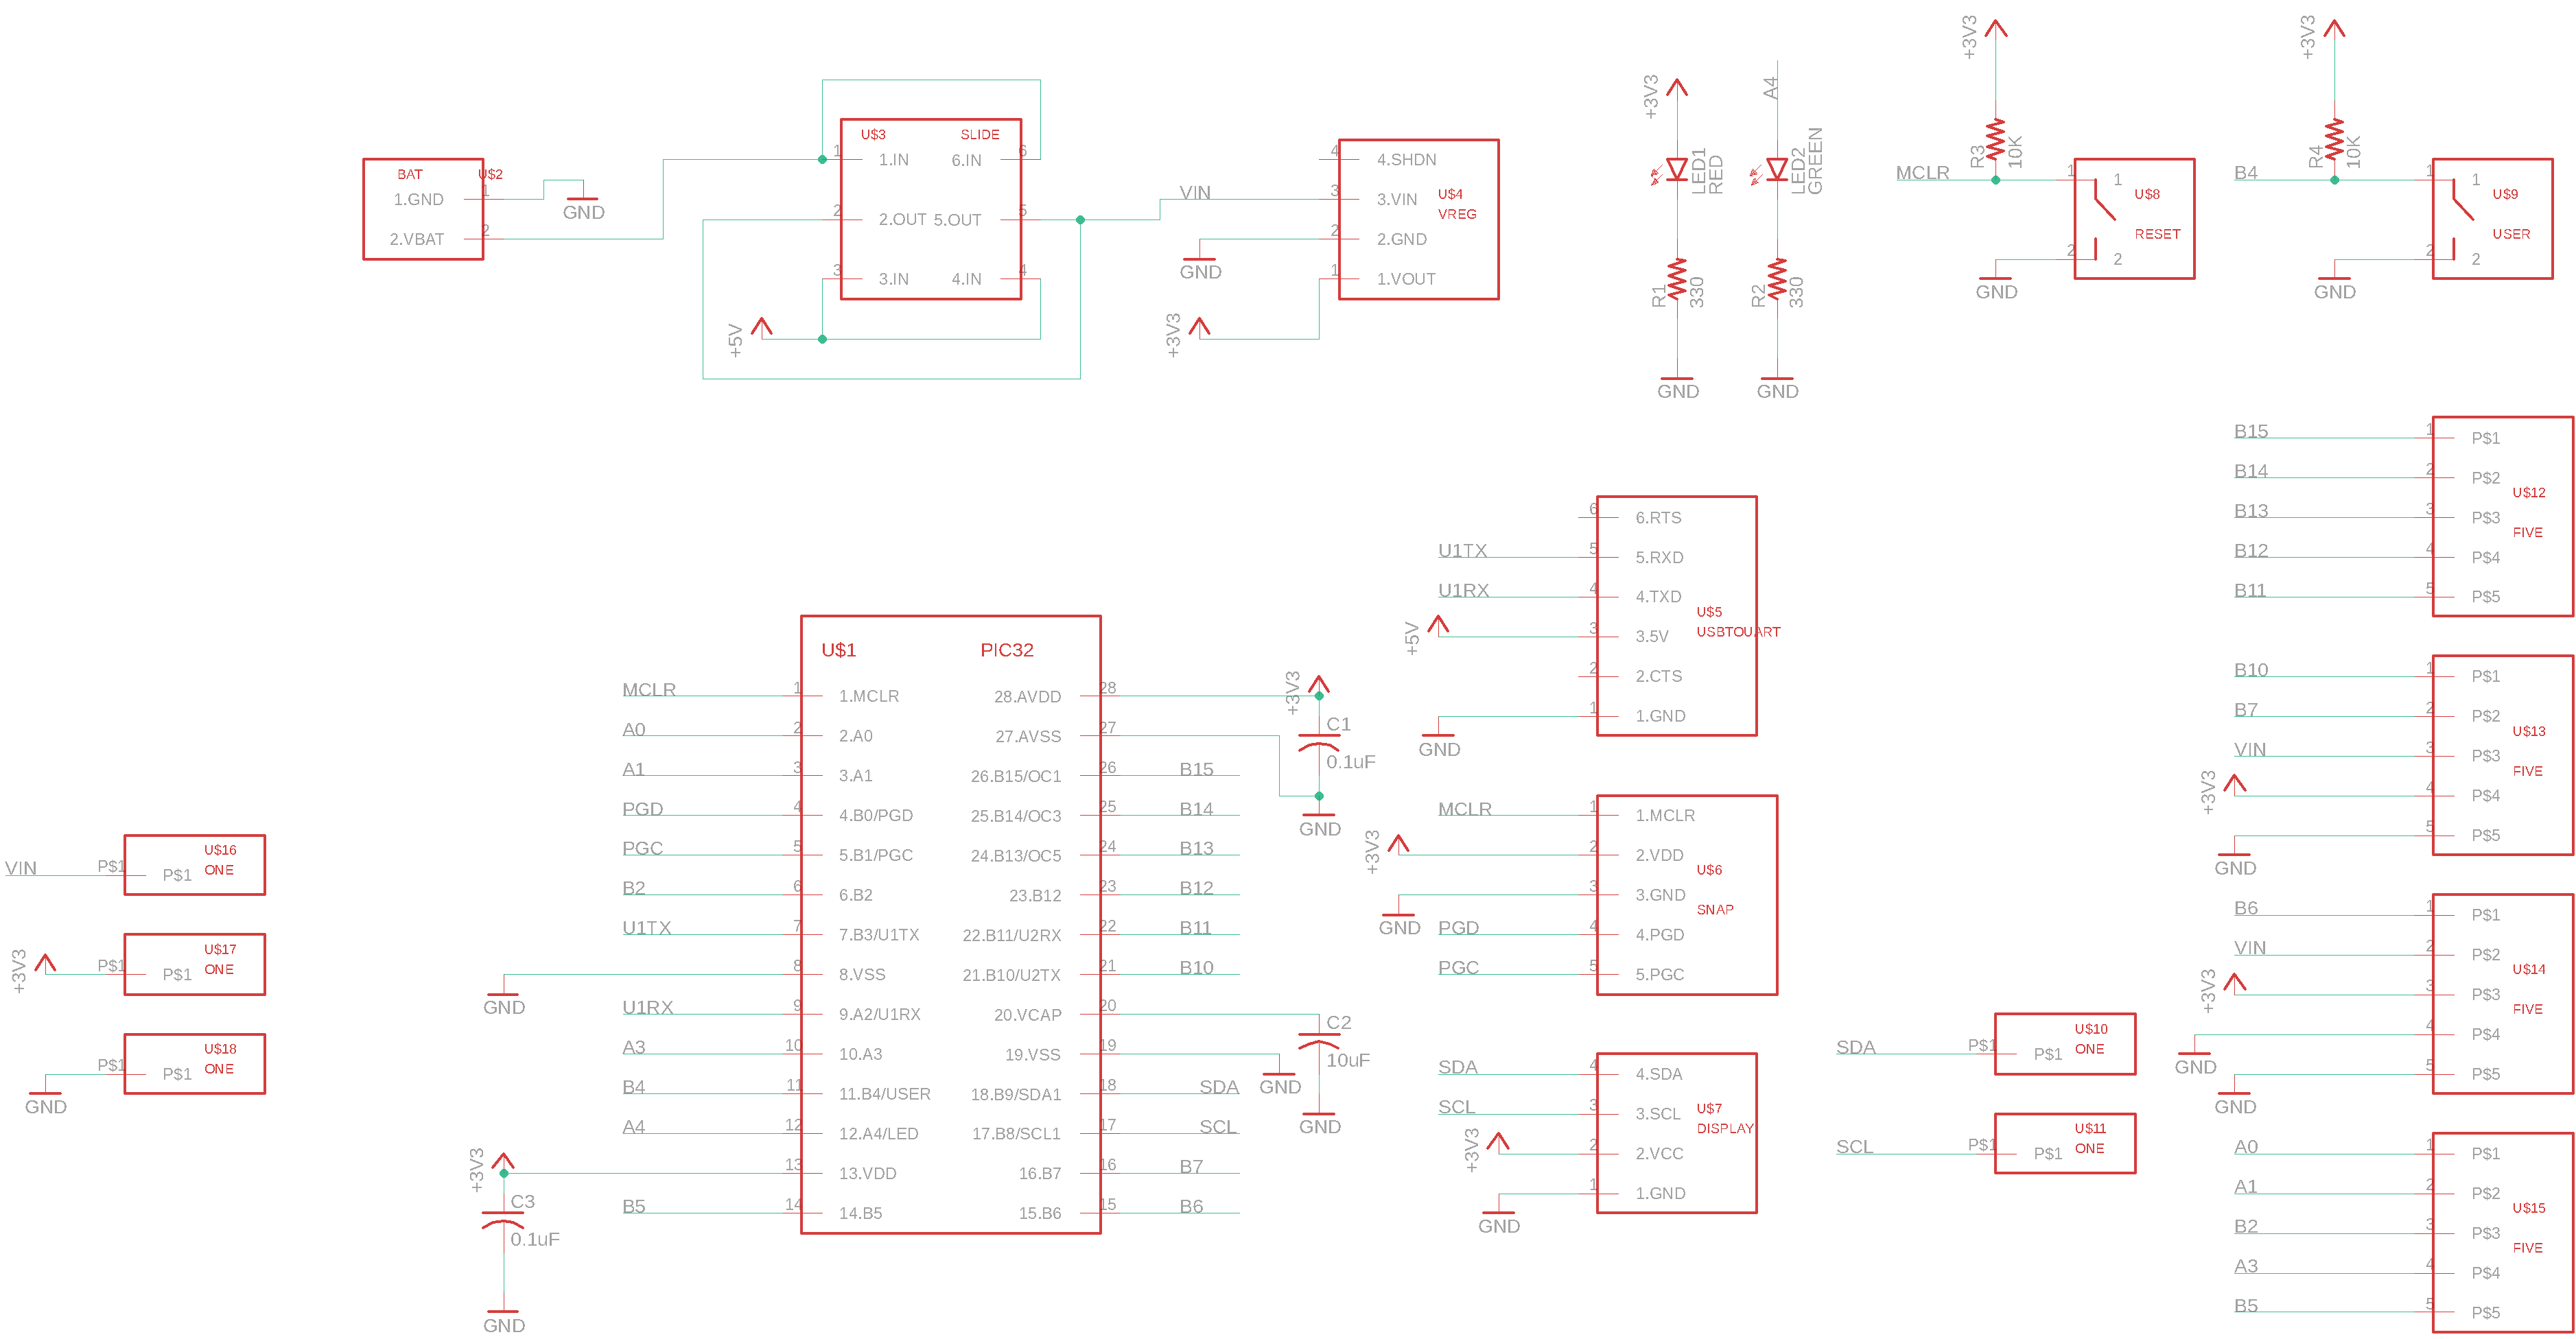 BAT U$2
1.GND 1
2.VBAT 2
GND
U$3 SLIDE
1 1.IN 6.IN 6
2 2.OUT 5.OUT 5
3 3.IN 4.IN 4
+5V
VIN
GND
+3V3
4 4.SHDN
3 3.VIN
2 2.GND
1 1.VOUT
U$4
VREG
+3V3
LED1
RED
R1
330
GND
A4
LED2
GREEN
R2
330
GND
+3V3
R3
10K
MCLR
1 1
2 2
U$8
RESET
GND
+3V3
R4
10K
B4
1 1
2 2
U$9
USER
GND
U$1 PIC32
MCLR 1 1.MCLR
A0 2 2.A0
A1 3 3.A1
PGD 4 4.B0/PGD
PGC 5 5.B1/PGC
B2 6 6.B2
U1TX 7 7.B3/U1TX
GND 8 8.VSS
U1RX 9 9.A2/U1RX
A3 10 10.A3
B4 11 11.B4/USER
A4 12 12.A4/LED
+3V3 13 13.VDD
B5 14 14.B5
C3
0.1uF
GND
28.AVDD 28 +3V3
27.AVSS 27
26.B15/OC1 26 B15
25.B14/OC3 25 B14
24.B13/OC5 24 B13
23.B12 23 B12
22.B11/U2RX 22 B11
21.B10/U2TX 21 B10
20.VCAP 20
19.VSS 19 GND
18.B9/SDA1 18 SDA
17.B8/SCL1 17 SCL
16.B7 16 B7
15.B6 15 B6
C1
0.1uF
GND
C2
10uF
GND
6 6.RTS
U1TX 5 5.RXD
U1RX 4 4.TXD
+5V 3 3.5V
2 2.CTS
GND 1 1.GND
U$5
USBTOUART
MCLR 1 1.MCLR
+3V3 2 2.VDD
GND 3 3.GND
PGD 4 4.PGD
PGC 5 5.PGC
U$6
SNAP
SDA 4 4.SDA
SCL 3 3.SCL
+3V3 2 2.VCC
GND 1 1.GND
U$7
DISPLAY
SDA P$1 P$1
U$10
ONE
SCL P$1 P$1
U$11
ONE
B15 1 P$1
B14 2 P$2
B13 3 P$3
B12 4 P$4
B11 5 P$5
U$12
FIVE
B10 1 P$1
B7 2 P$2
VIN 3 P$3
+3V3 4 P$4
GND 5 P$5
U$13
FIVE
B6 1 P$1
VIN 2 P$2
+3V3 3 P$3
GND 4 P$4
GND 5 P$5
U$14
FIVE
A0 1 P$1
A1 2 P$2
B2 3 P$3
A3 4 P$4
B5 5 P$5
U$15
FIVE
VIN P$1 P$1
U$16
ONE
+3V3 P$1 P$1
U$17
ONE
GND P$1 P$1
U$18
ONE